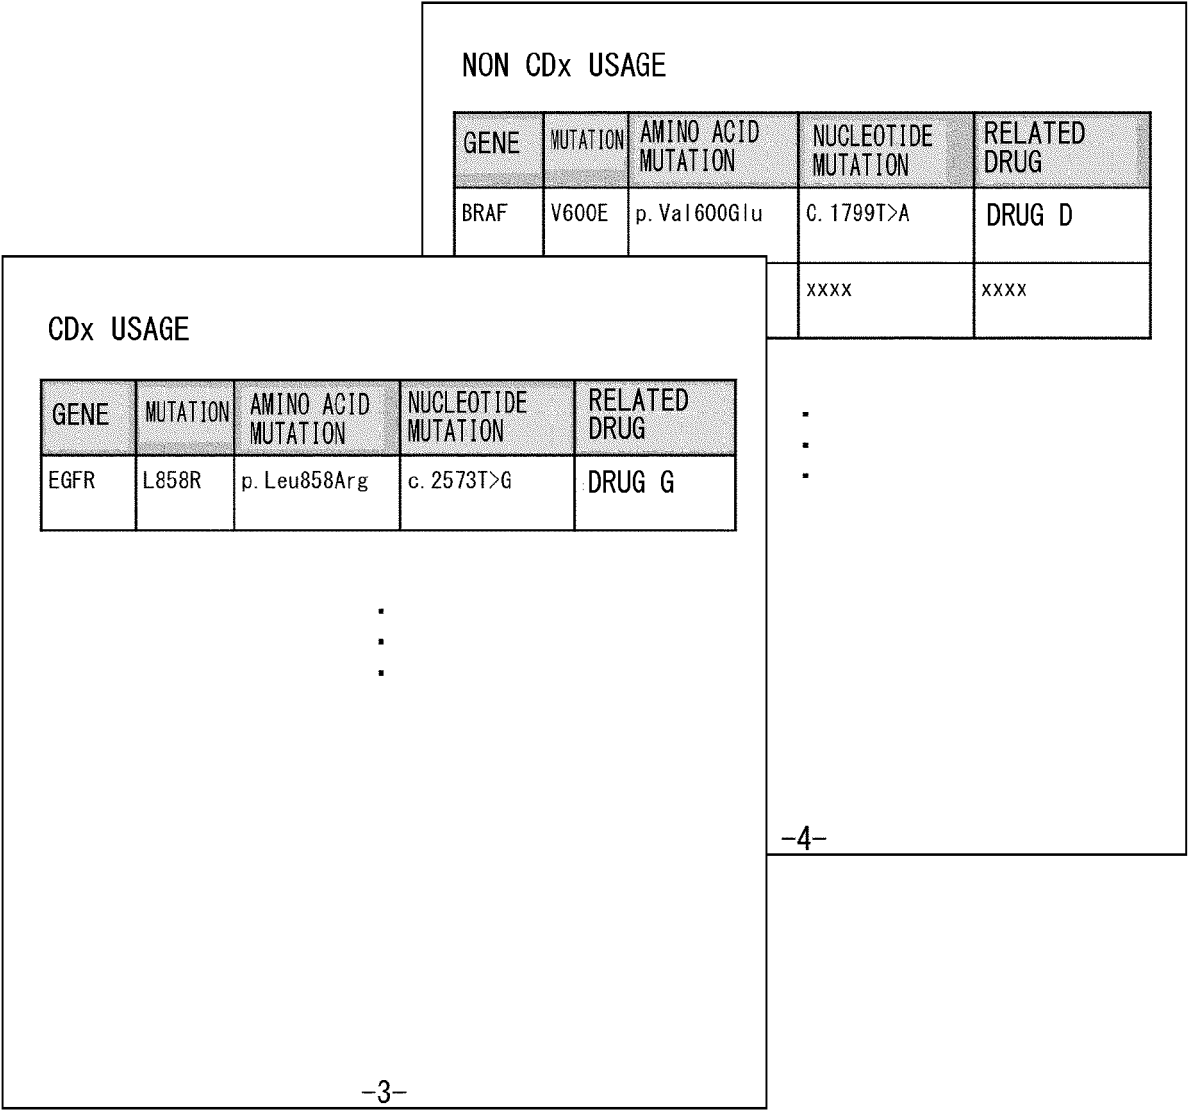 NON CDx USAGE
GENE MUTATION AMINO ACID MUTATION NUCLEOTIDE MUTATION RELATED DRUG
BRAF V600E p.Val600Glu C.1799T>A DRUG D
xxxx xxxx
-4-
CDx USAGE
GENE MUTATION AMINO ACID MUTATION NUCLEOTIDE MUTATION RELATED DRUG
EGFR L858R p.Leu858Arg c.2573T>G DRUG G
-3-